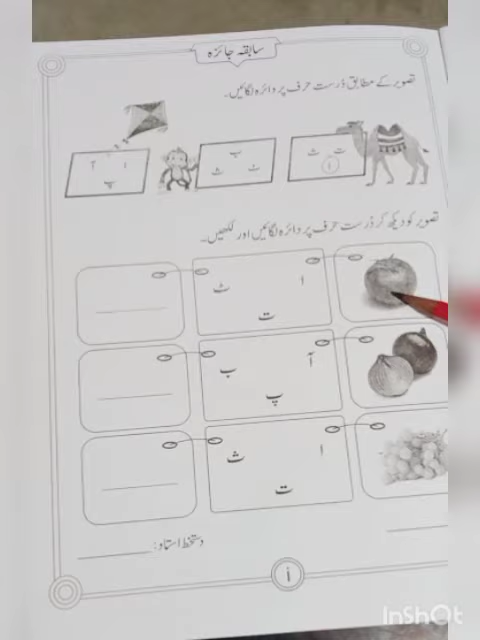 سابقہ جائزہ
تصویر کے مطابق درست حرف پر دائرہ لگائیں۔
ت ث ا
ب ٹ ث
ا آ پ
تصویر کو دیکھ کر درست حرف پر دائرہ لگائیں اور لکھیں۔
ا ٹ ت
آ ب پ
ا ث ت
دستخط استاد:
i
InShOt